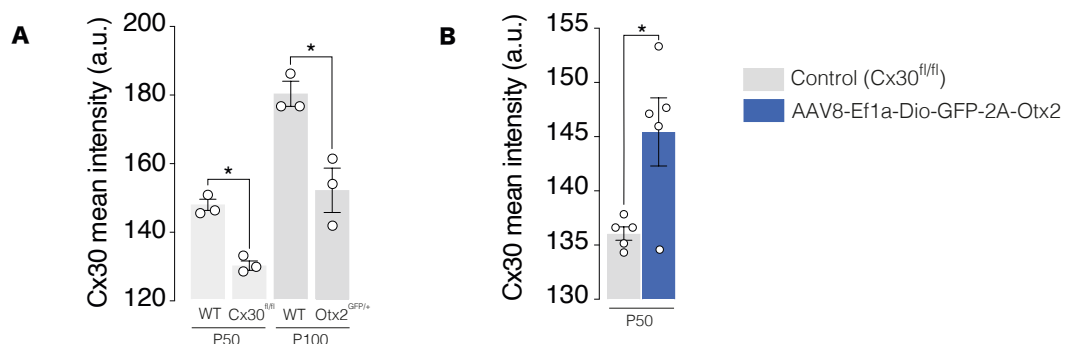 A
Cx30 mean intensity (a.u.)
200
180
160
140
120
*
*
WT Cx30fl/fl WT Otx2GFP/+
P50 P100
B
Cx30 mean intensity (a.u.)
155
150
145
140
135
130
*
P50
Control (Cx30fl/fl)
AAV8-Ef1a-Dio-GFP-2A-Otx2